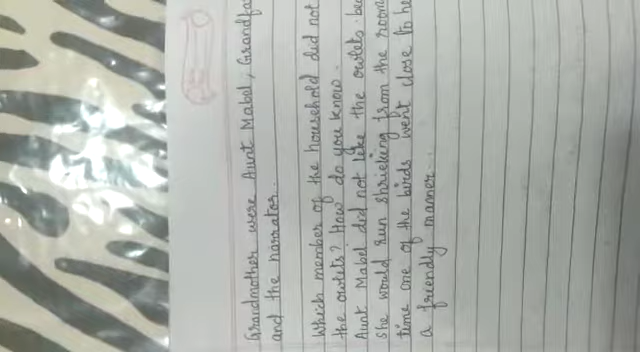 Grandmother were Aunt Mabel, Grandfa
and the narrator..
Which member of the household did not
the owlets? How do you know.
Aunt Mabel did not like the owlets
she would run shrieking from the room
time one of the birds went close to he
a friendly manner...